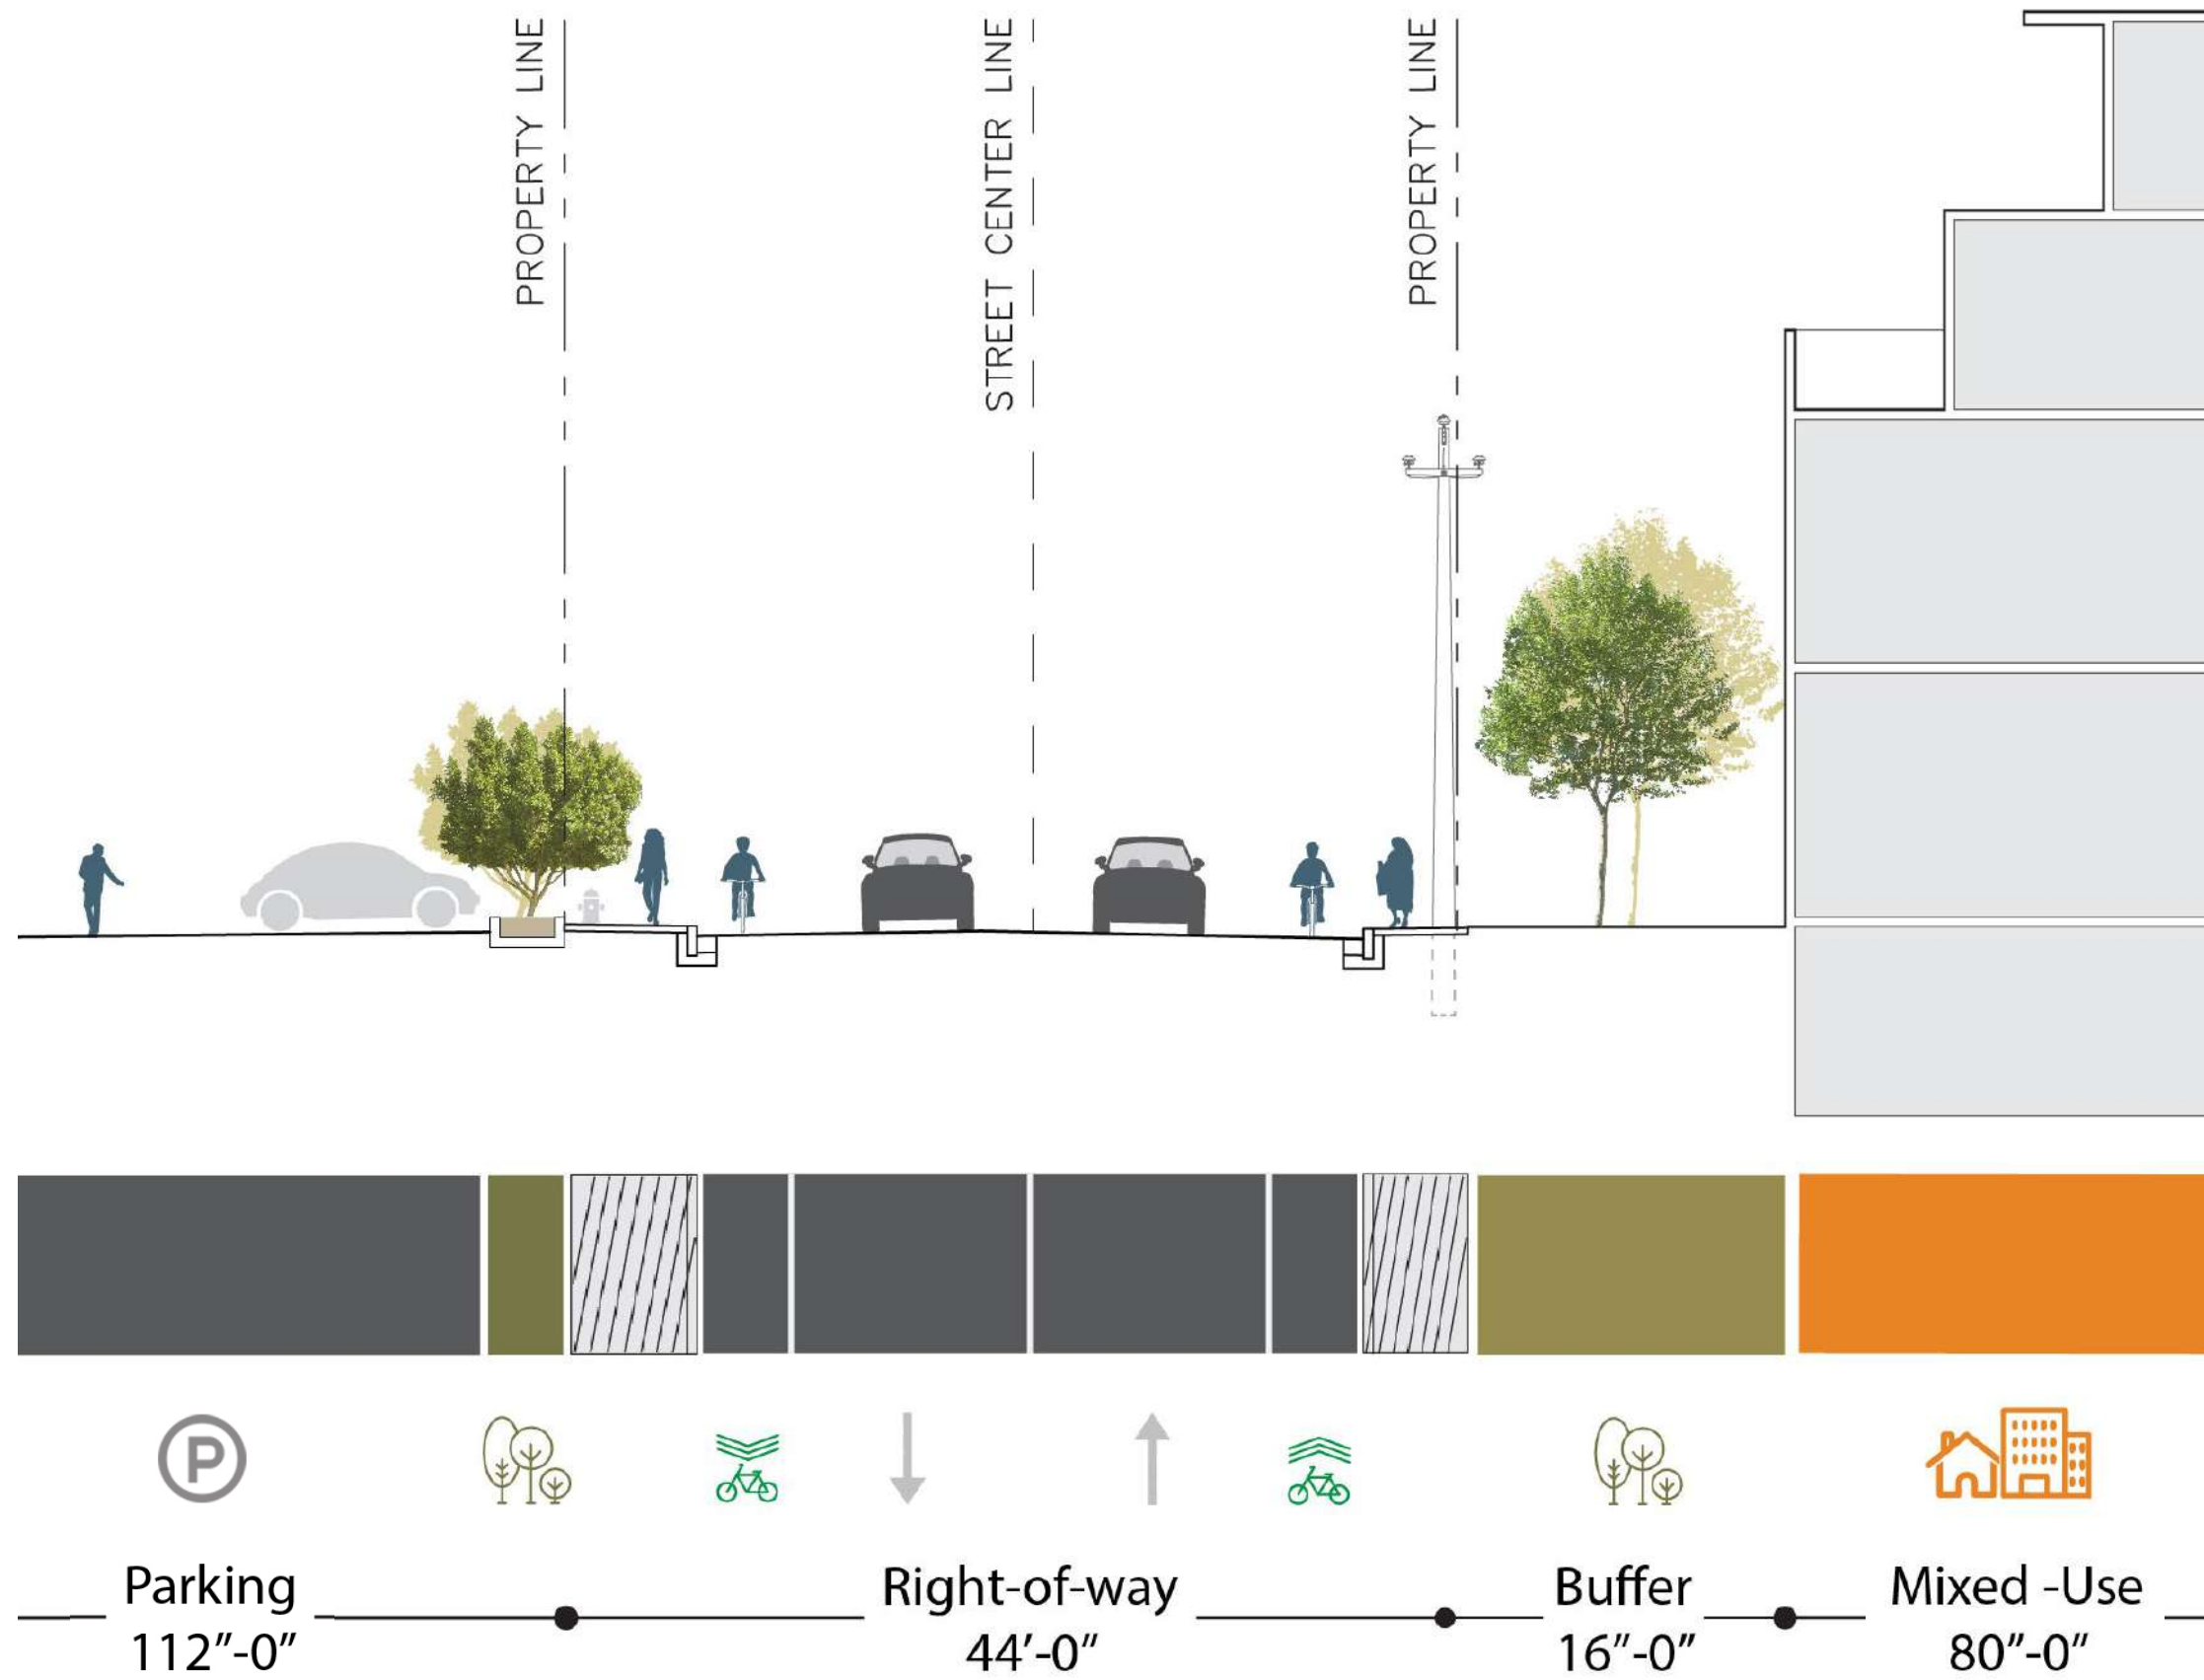 PROPERTY LINE
STREET CENTER LINE
PROPERTY LINE
P
Parking
112”-0”
Right-of-way
44’-0”
Buffer
16”-0”
Mixed -Use
80”-0”